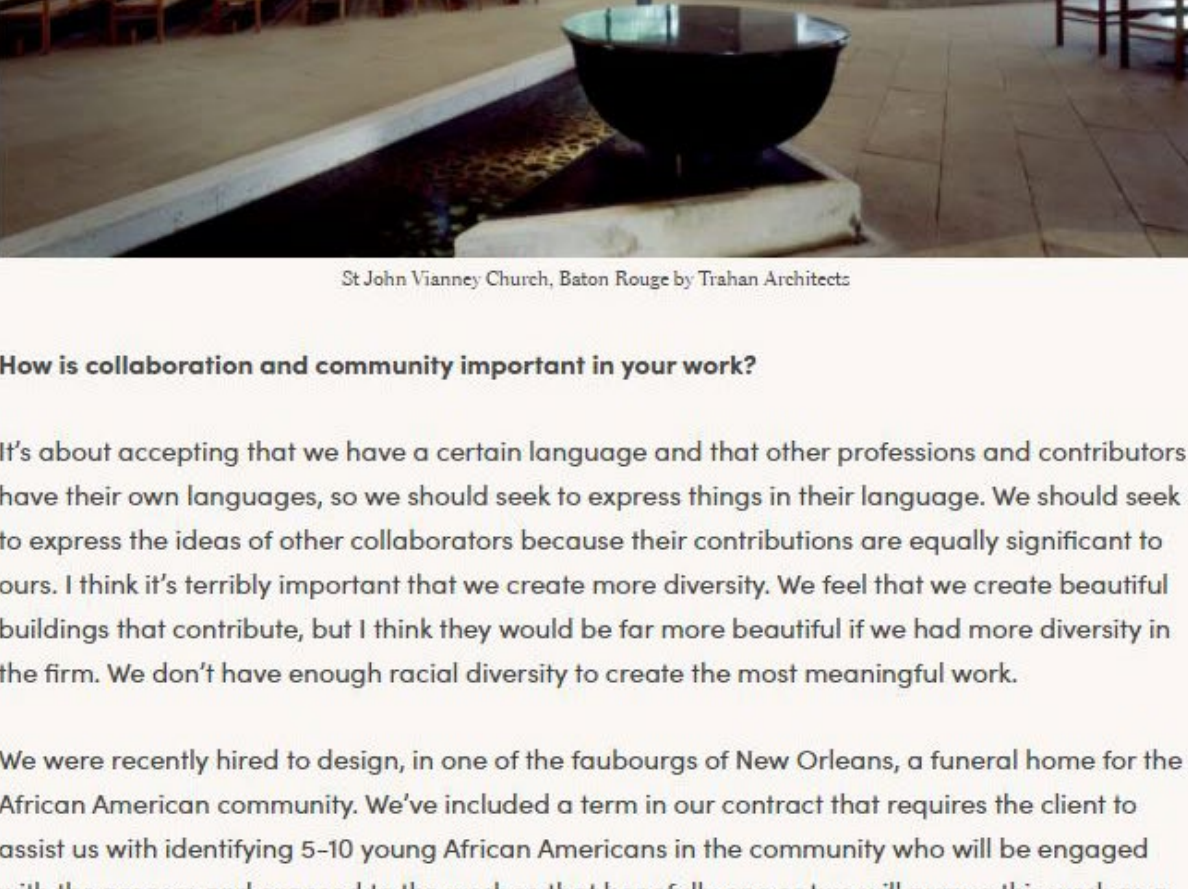 St John Vianney Church, Baton Rouge by Trahan Architects
How is collaboration and community important in your work?
It's about accepting that we have a certain language and that other professions and contributors
have their own languages, so we should seek to express things in their language. We should seek
to express the ideas of other collaborators because their contributions are equally significant to
ours. I think it's terribly important that we create more diversity. We feel that we create beautiful
buildings that contribute, but I think they would be far more beautiful if we had more diversity in
the firm. We don't have enough racial diversity to create the most meaningful work.
We were recently hired to design, in one of the faubourgs of New Orleans, a funeral home for the
African American community. We've included a term in our contract that requires the client to
assist us with identifying 5-10 young African Americans in the community who will be engaged